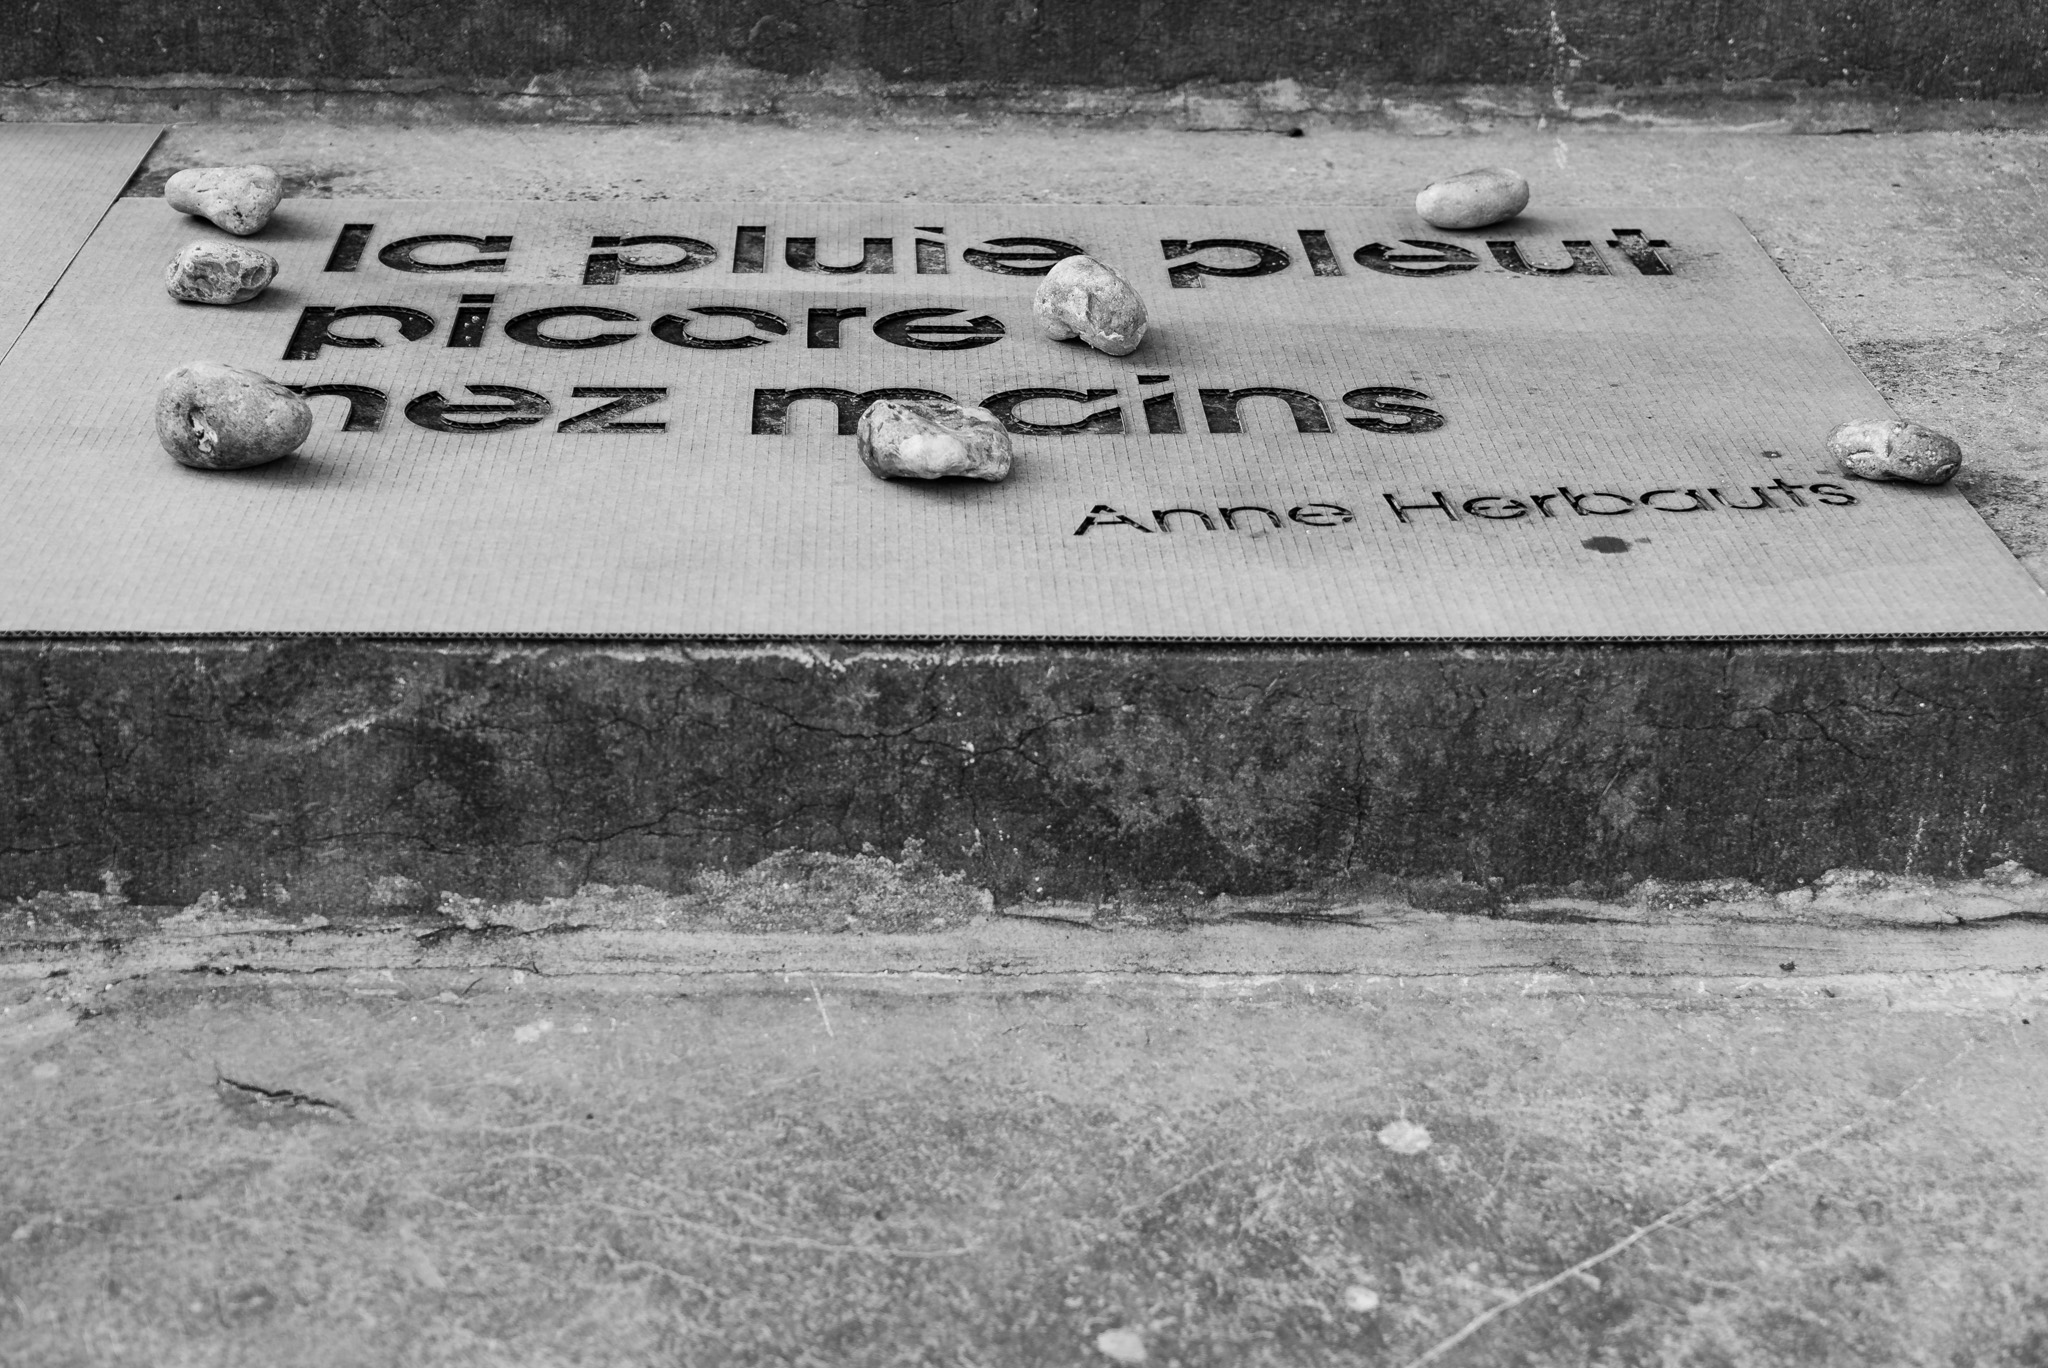 la pluie pleut
picore
nez mains
Anne Herbauts